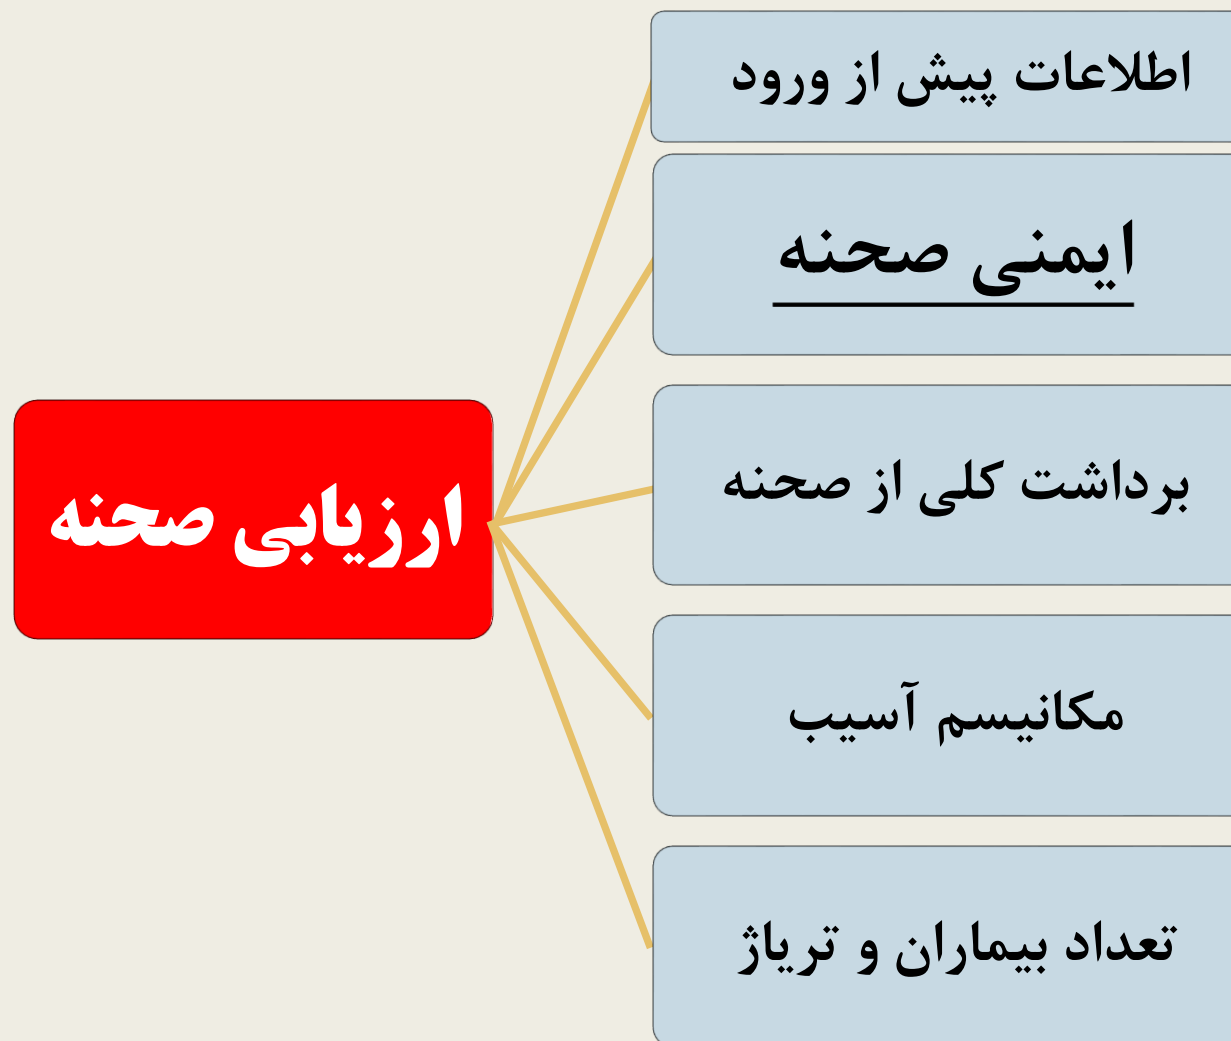 ارزیابی صحنه
اطلاعات پیش از ورود
ایمنی صحنه
برداشت کلی از صحنه
مکانیسم آسیب
تعداد بیماران و تریاژ